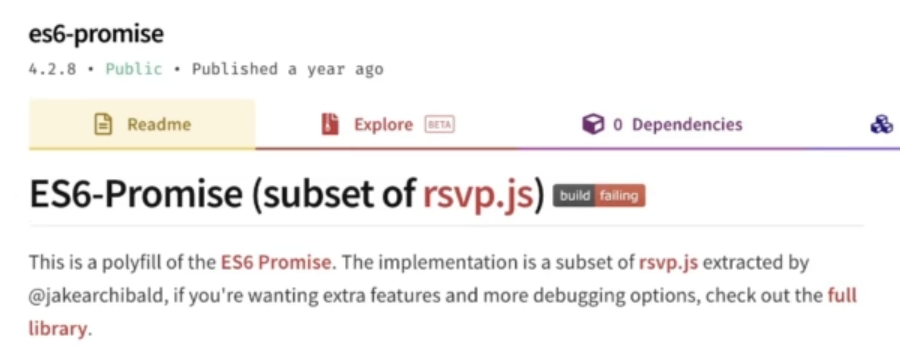 es6-promise
4.2.8 • Public • Published a year ago
Readme Explore BETA 0 Dependencies
ES6-Promise (subset of rsvp.js) build failing
This is a polyfill of the ES6 Promise. The implementation is a subset of rsvp.js extracted by
@jakearchibald, if you're wanting extra features and more debugging options, check out the full
library.